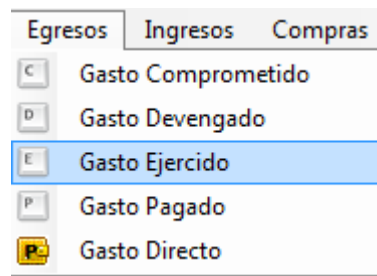 Egresos Ingresos Compras
C Gasto Comprometido
D Gasto Devengado
E Gasto Ejercido
P Gasto Pagado
P Gasto Directo